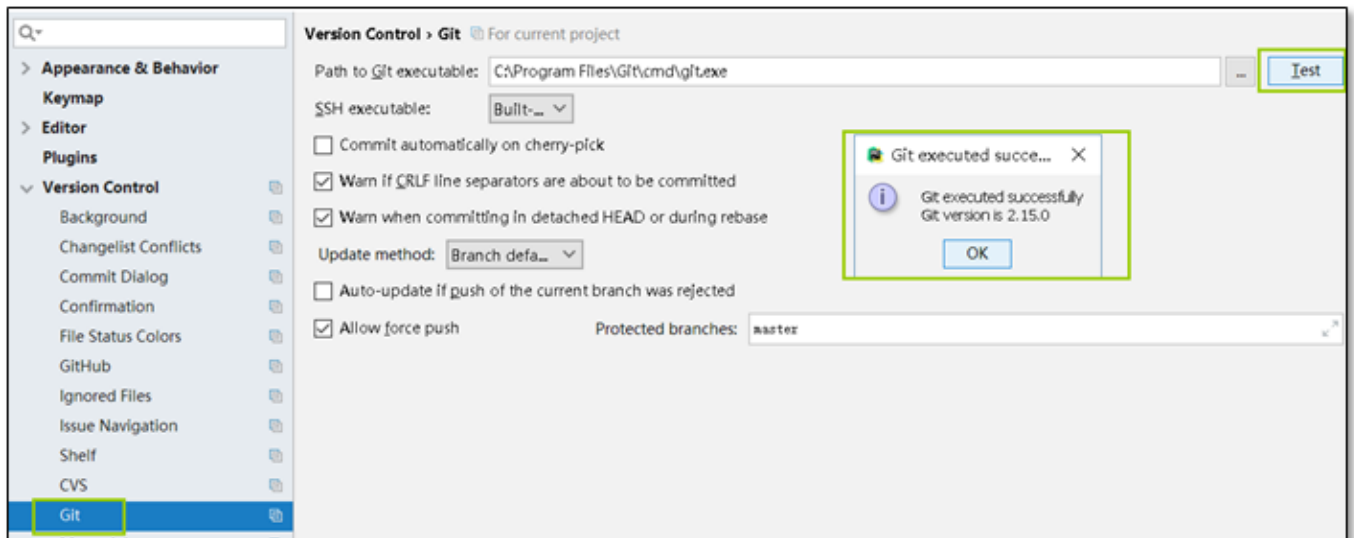 Version Control › Git For current project
Appearance & Behavior
Keymap
Editor
Plugins
Version Control
Background
Changelist Conflicts
Commit Dialog
Confirmation
File Status Colors
GitHub
Ignored Files
Issue Navigation
Shelf
CVS
Git
Path to Git executable: C:\Program Files\Git\cmd\git.exe ... Test
SSH executable: Built-...
Commit automatically on cherry-pick
Warn if CRLF line separators are about to be committed
Warn when committing in detached HEAD or during rebase
Update method: Branch defa...
Auto-update if push of the current branch was rejected
Allow force push Protected branches: master
Git executed succe...
Git executed successfully
Git version is 2.15.0
OK